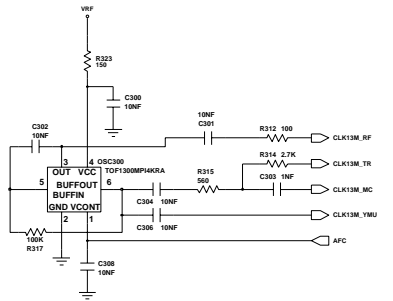 VRF
R323
150
C300
10NF
C302
10NF
10NF
C301
R312 100
CLK13M_RF
3 4 OSC300
OUT VCC TOF1300MPI4KRA
R314 2.7K
CLK13M_TR
5 BUFFOUT 6
BUFFIN
R315
560
C303 1NF
CLK13M_MC
GND VCONT
C304 10NF
2 1
CLK13M_YMU
C306 10NF
100K
R317
AFC
C308
10NF